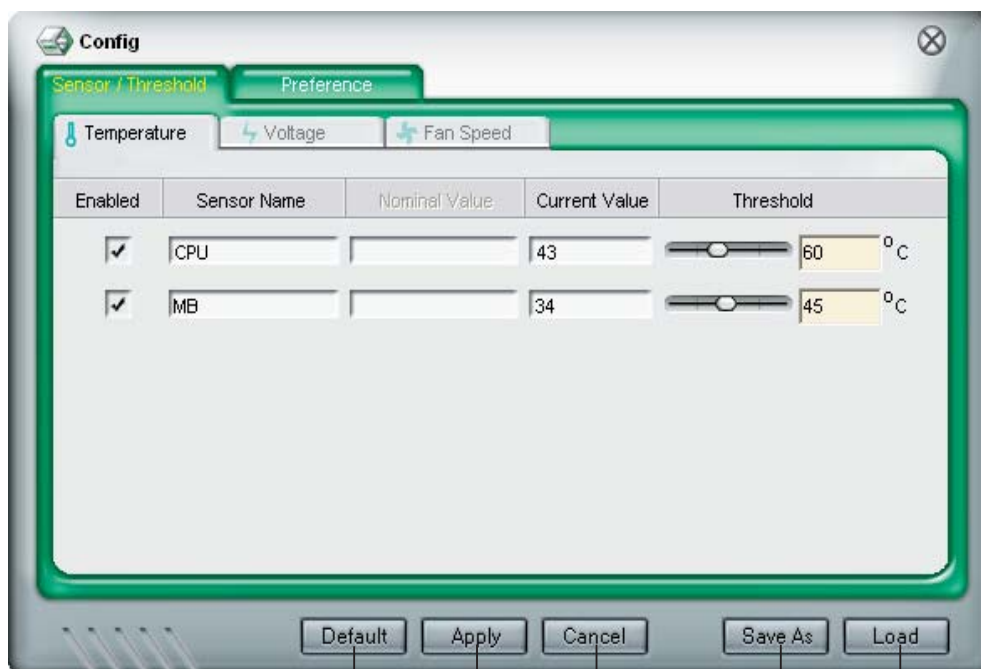 Config
Sensor / Threshold Preference
Temperature Voltage Fan Speed
Enabled Sensor Name Nominal Value Current Value Threshold
CPU 43 60 °C
MB 34 45 °C
Default Apply Cancel Save As Load